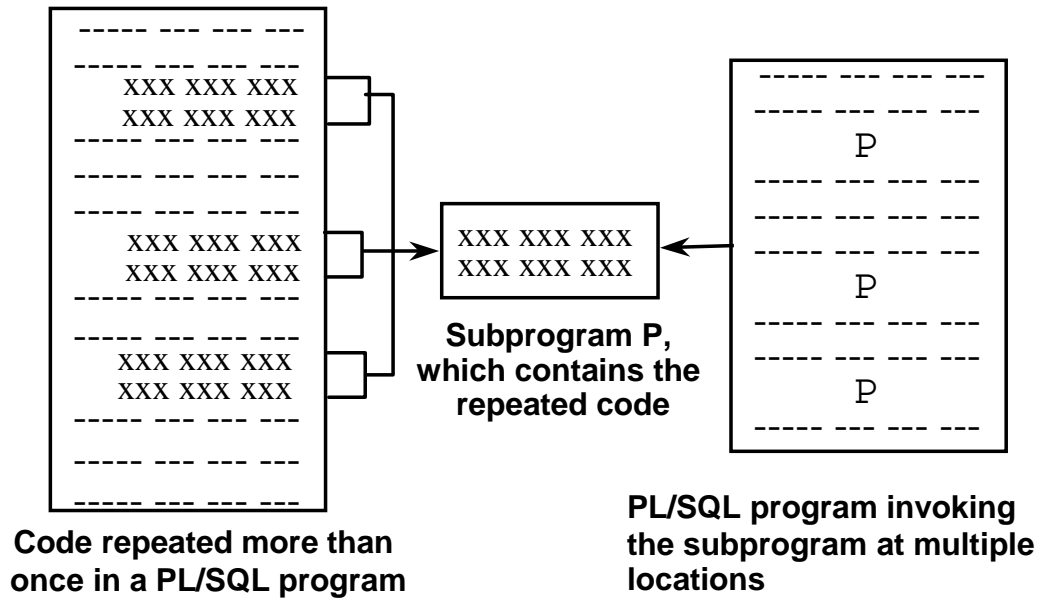 ----- --- --- ---
----- --- --- ---
xxx xxx xxx
xxx xxx xxx
----- --- --- ---
----- --- --- ---
----- --- --- ---
xxx xxx xxx
xxx xxx xxx
----- --- --- ---
----- --- --- ---
xxx xxx xxx
xxx xxx xxx
----- --- --- ---
----- --- --- ---
----- --- --- ---
Code repeated more than
once in a PL/SQL program
xxx xxx xxx
xxx xxx xxx
Subprogram P,
which contains the
repeated code
----- --- --- ---
----- --- --- ---
P
----- --- --- ---
----- --- --- ---
----- --- --- ---
P
----- --- --- ---
----- --- --- ---
P
----- --- --- ---
PL/SQL program invoking
the subprogram at multiple
locations